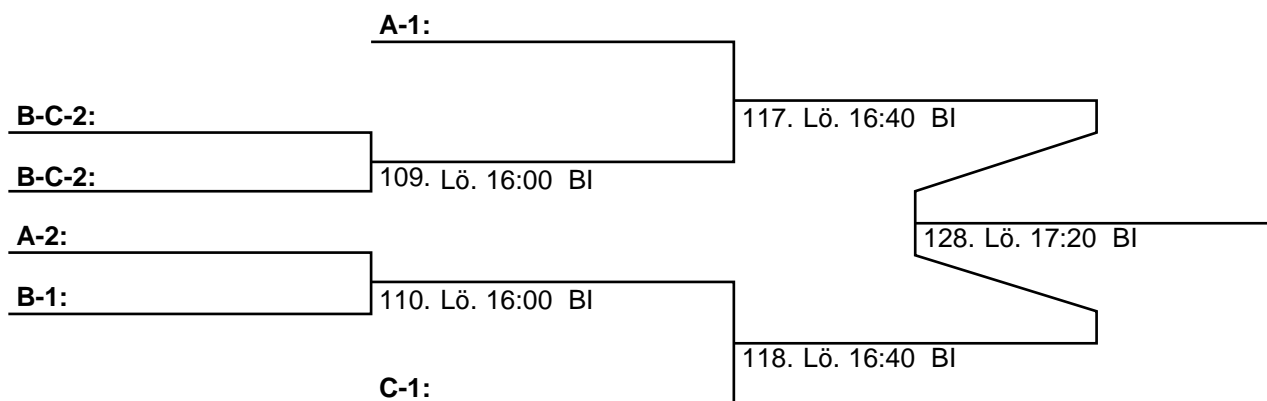 A-1:
B-C-2:
117. Lö. 16:40 BI
B-C-2:
109. Lö. 16:00 BI
A-2:
128. Lö. 17:20 BI
B-1:
110. Lö. 16:00 BI
118. Lö. 16:40 BI
C-1: